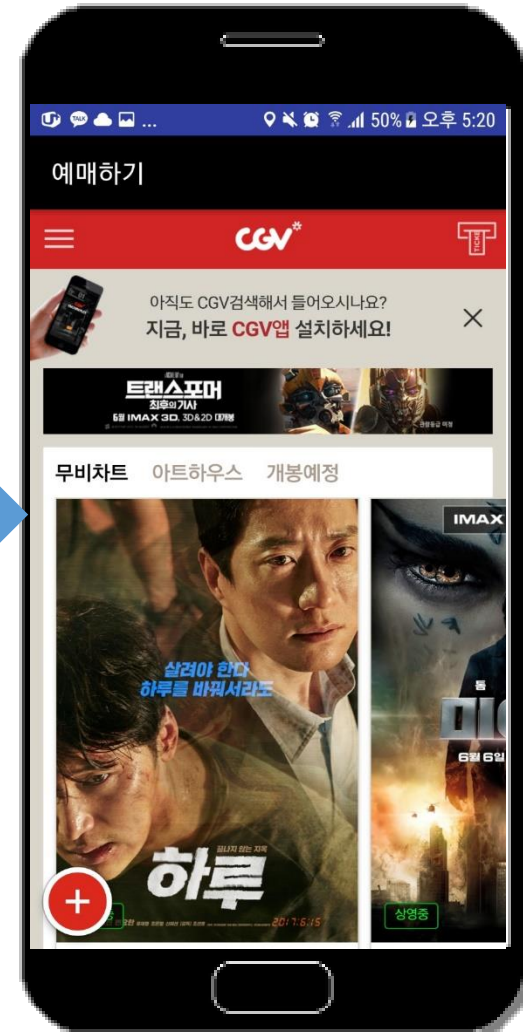 ... 50% 오후 5:20
예매하기
CGV
TICKET
아직도 CGV검색해서 들어오시나요?
지금, 바로 CGV앱 설치하세요!
트랜스포머
최후의 기사
6월 IMAX 3D, 3D&2D 대개봉
무비차트 아트하우스 개봉예정
IMAX
살려야 한다
하루를 바꿔서라도
톰
6월 6일
끝나지 않는 지옥
하루
2017.6.15
+
상영중